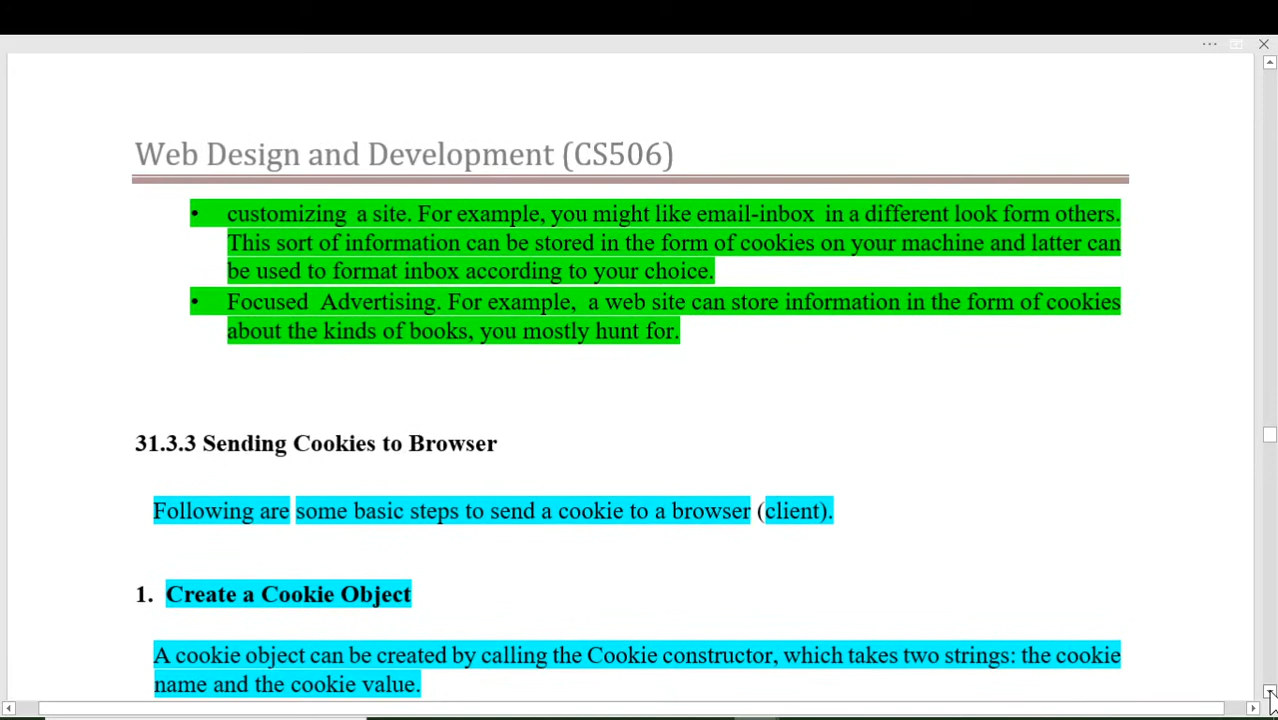 Web Design and Development (CS506)
• customizing a site. For example, you might like email-inbox in a different look form others.
This sort of information can be stored in the form of cookies on your machine and latter can
be used to format inbox according to your choice.
• Focused Advertising. For example, a web site can store information in the form of cookies
about the kinds of books, you mostly hunt for.
31.3.3 Sending Cookies to Browser
Following are some basic steps to send a cookie to a browser (client).
1. Create a Cookie Object
A cookie object can be created by calling the Cookie constructor, which takes two strings: the cookie
name and the cookie value.